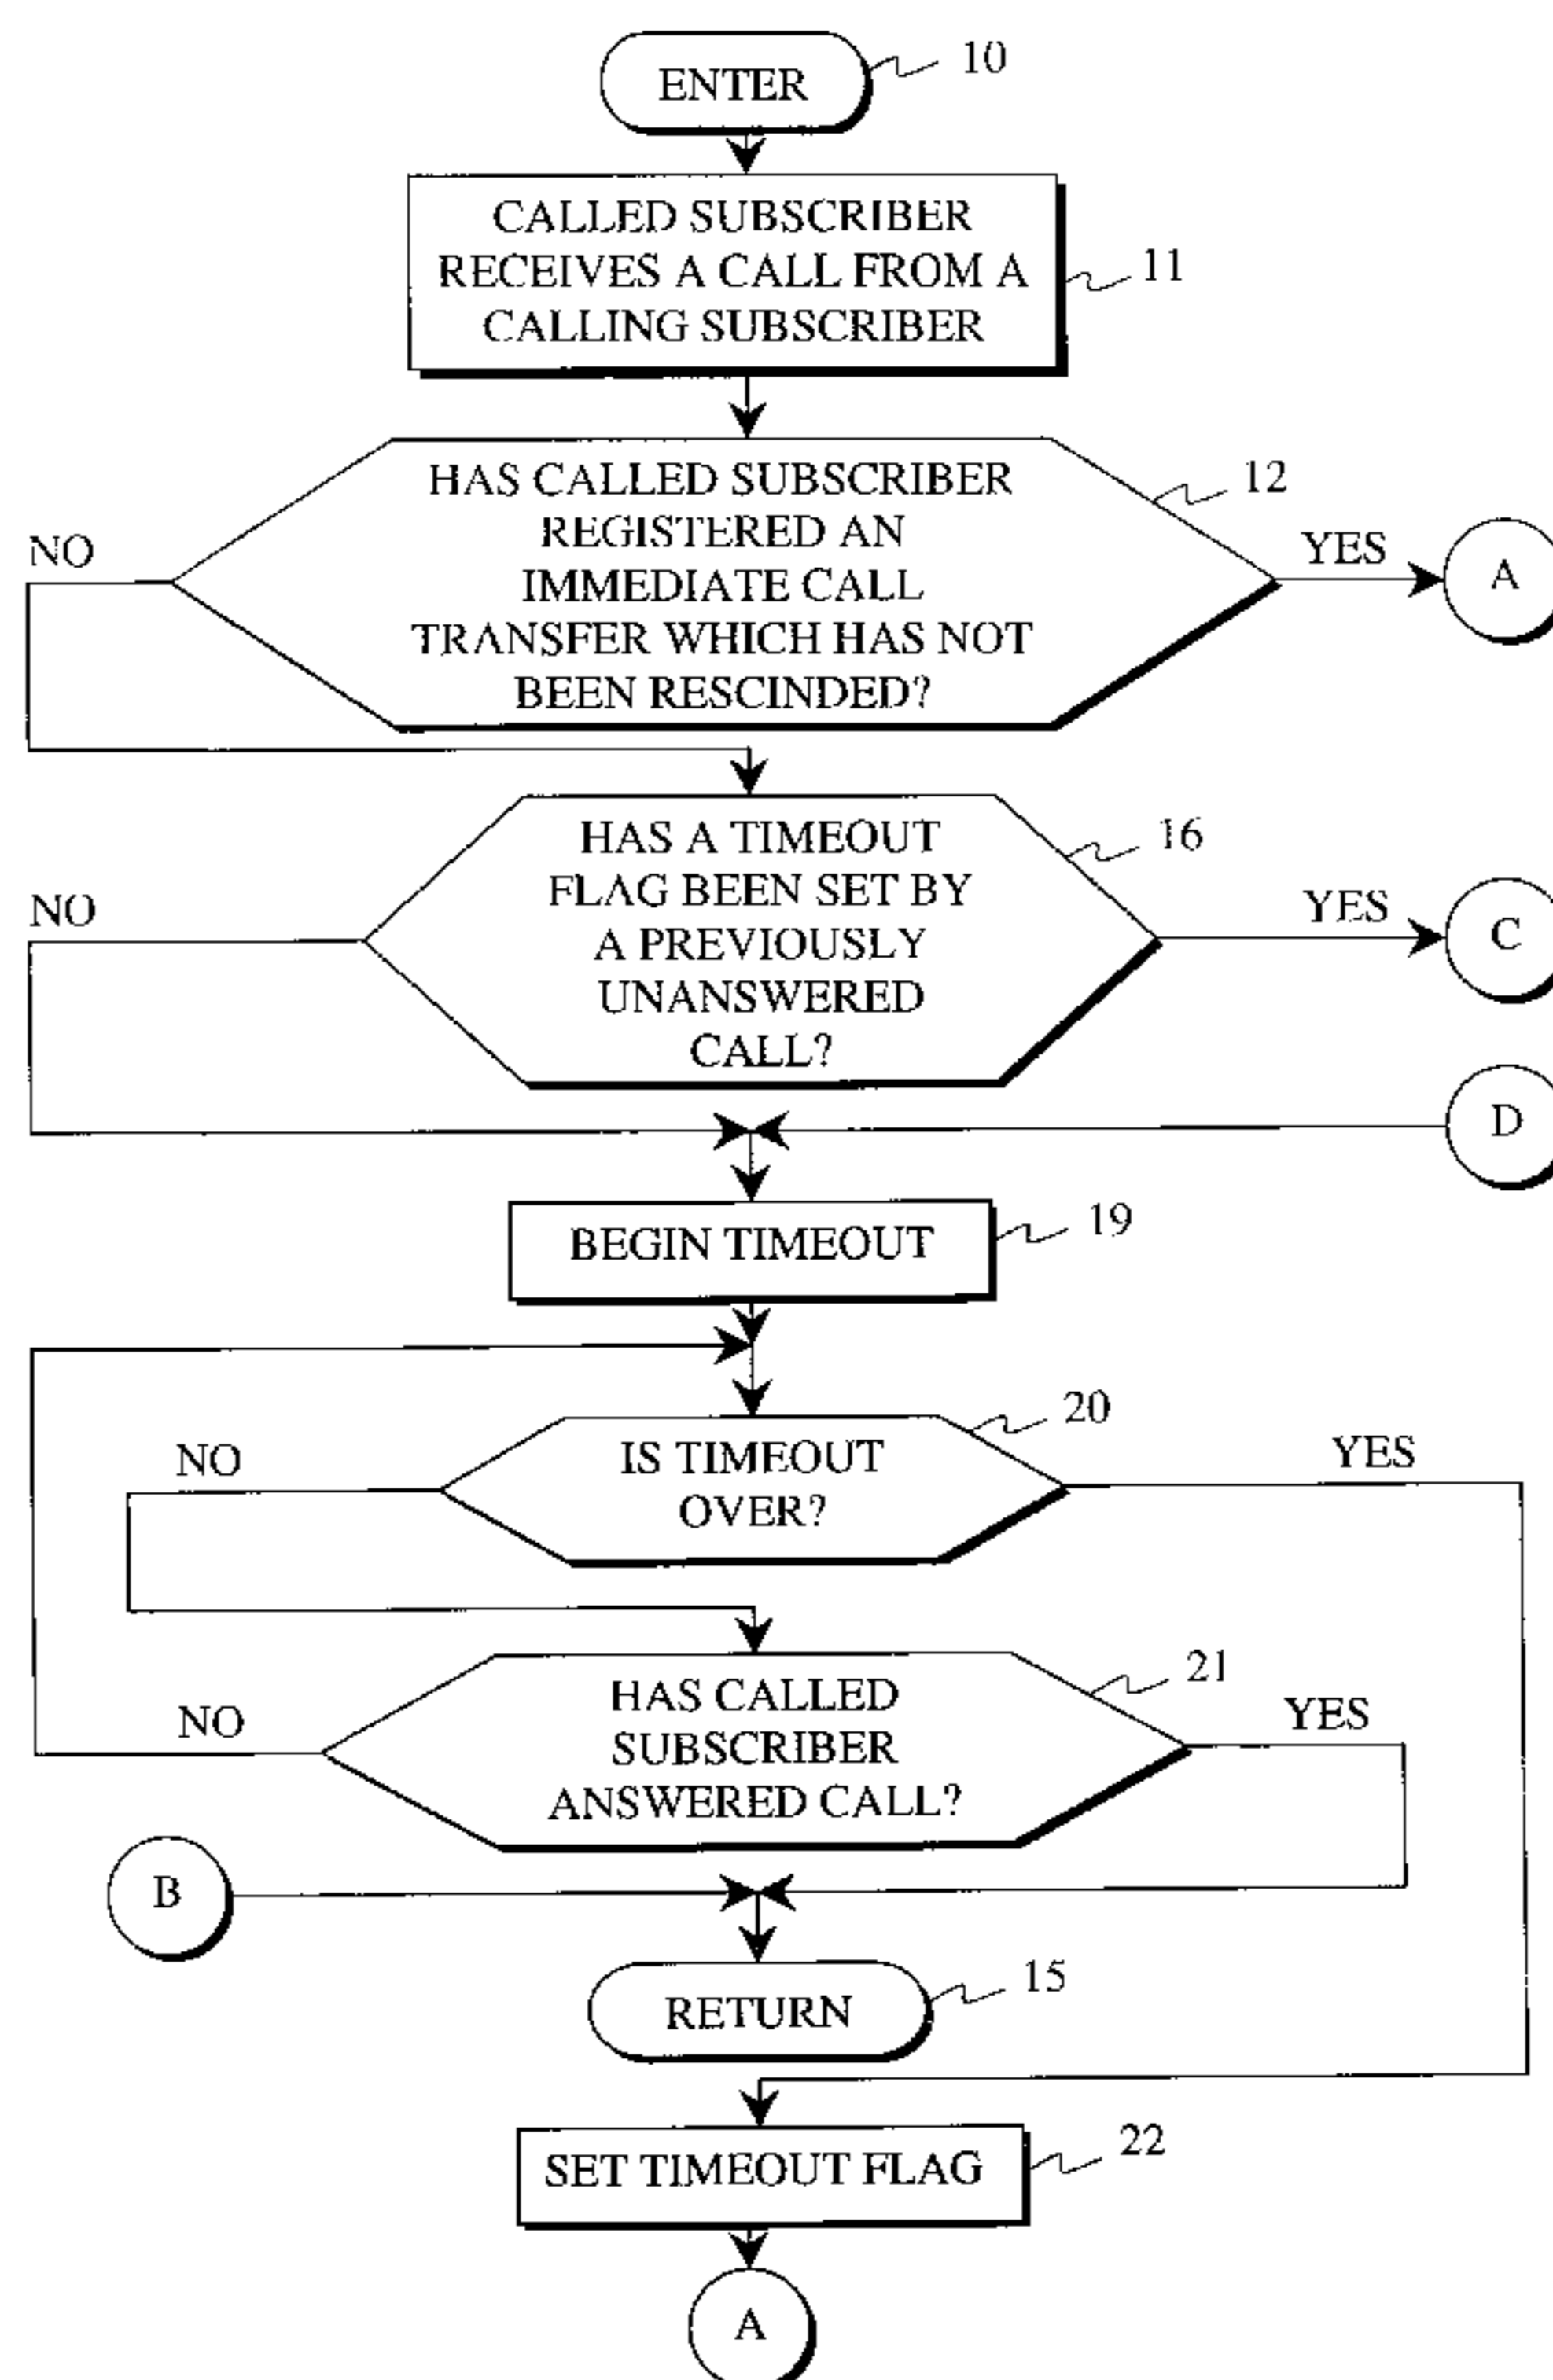 ENTER
10
CALLED SUBSCRIBER
RECEIVES A CALL FROM A
CALLING SUBSCRIBER
11
HAS CALLED SUBSCRIBER
REGISTERED AN
IMMEDIATE CALL
TRANSFER WHICH HAS NOT
BEEN RESCINDED?
12
NO
YES
A
HAS A TIMEOUT
FLAG BEEN SET BY
A PREVIOUSLY
UNANSWERED
CALL?
16
NO
YES
C
D
BEGIN TIMEOUT
19
IS TIMEOUT
OVER?
20
NO
YES
HAS CALLED
SUBSCRIBER
ANSWERED CALL?
21
NO
YES
B
RETURN
15
SET TIMEOUT FLAG
22
A